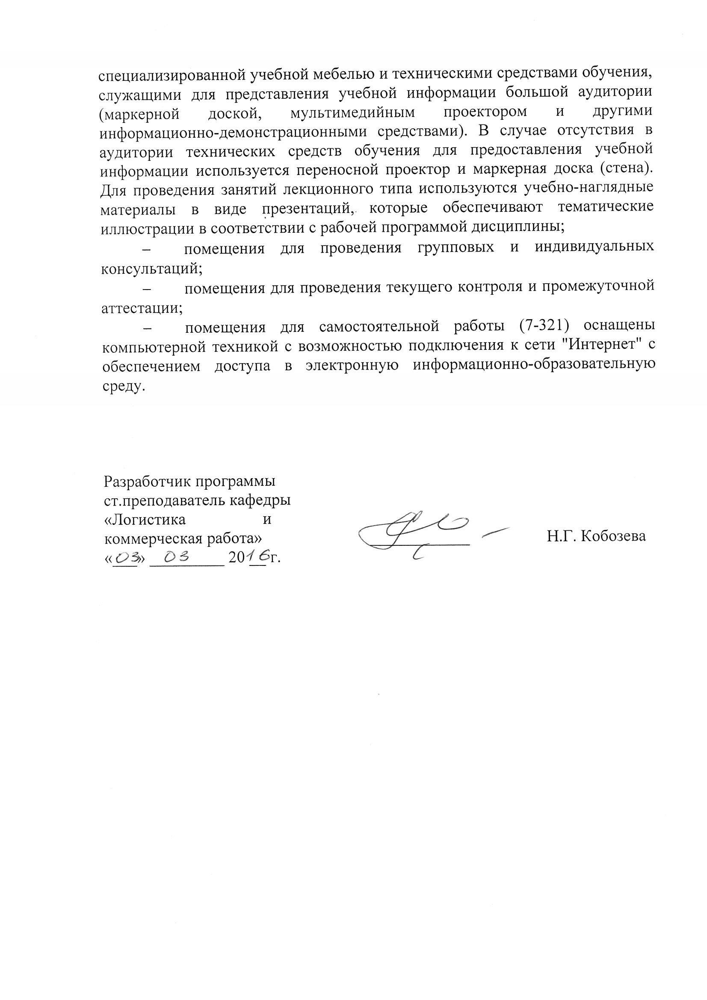 специализированной учебной мебелью и техническими средствами обучения,
служащими для представления учебной информации большой аудитории
(маркерной доской, мультимедийным проектором и другими
информационно-демонстрационными средствами). В случае отсутствия в
аудитории технических средств обучения для предоставления учебной
информации используется переносной проектор и маркерная доска (стена).
Для проведения занятий лекционного типа используются учебно-наглядные
материалы в виде презентаций, которые обеспечивают тематические
иллюстрации в соответствии с рабочей программой дисциплины;
– помещения для проведения групповых и индивидуальных
консультаций;
– помещения для проведения текущего контроля и промежуточной
аттестации;
– помещения для самостоятельной работы (7-321) оснащены
компьютерной техникой с возможностью подключения к сети "Интернет" с
обеспечением доступа в электронную информационно-образовательную
среду.
Разработчик программы
ст.преподаватель кафедры
«Логистика и
коммерческая работа» Н.Г. Кобозева
«03» 03 2016г.